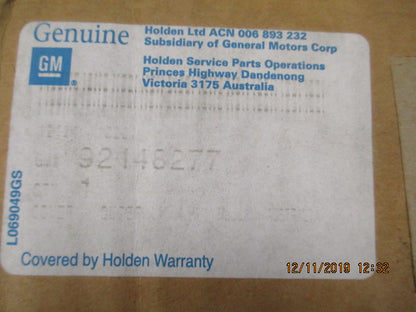 Genuine
GM
Holden Ltd ACN 006 893 232
Subsidiary of General Motors Corp
Holden Service Parts Operations
Princes Highway Dandenong
Victoria 3175 Australia
92146277
L069049GS
Covered by Holden Warranty
12/11/2019 12:32